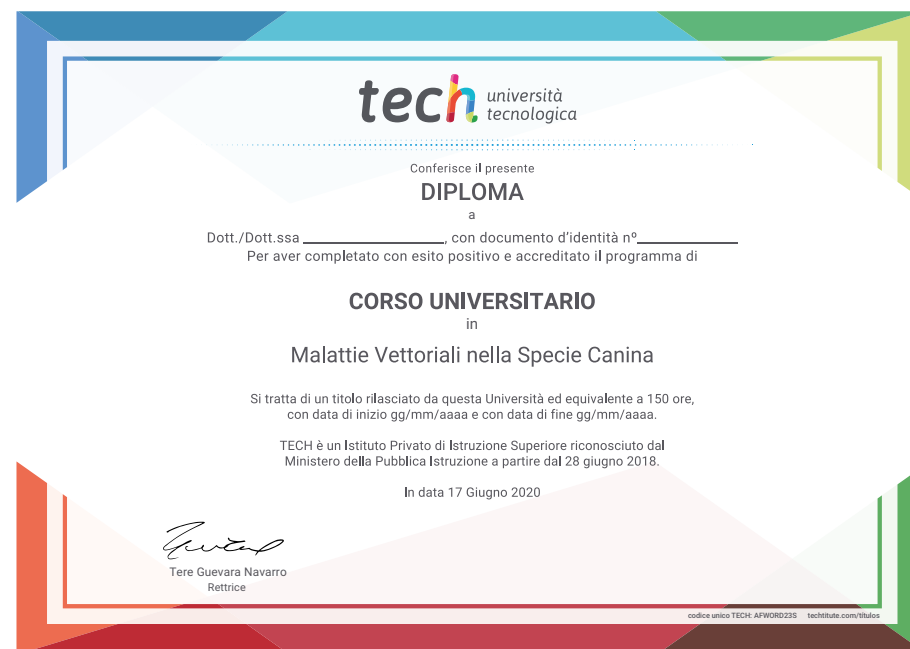 tech università
tecnologica
Conferisce il presente
DIPLOMA
a
Dott./Dott.ssa ________________, con documento d'identità nº____________
Per aver completato con esito positivo e accreditato il programma di
CORSO UNIVERSITARIO
in
Malattie Vettoriali nella Specie Canina
Si tratta di un titolo rilasciato da questa Università ed equivalente a 150 ore,
con data di inizio gg/mm/aaaa e con data di fine gg/mm/aaaa.
TECH è un Istituto Privato di Istruzione Superiore riconosciuto dal
Ministero della Pubblica Istruzione a partire dal 28 giugno 2018.
In data 17 Giugno 2020
Tere Guevara Navarro
Rettrice
codice unico TECH: AFWORD23S techtitute.com/titulos